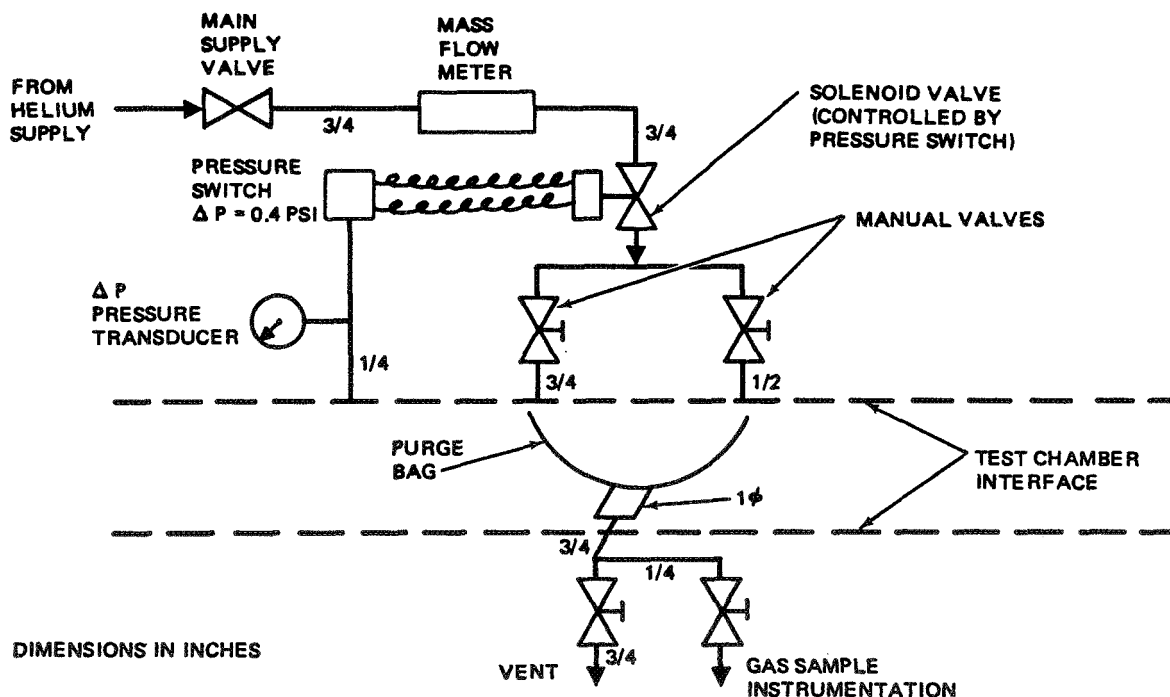 MAIN
SUPPLY
VALVE
MASS
FLOW
METER
FROM
HELIUM
SUPPLY
3/4
3/4
SOLENOID VALVE
(CONTROLLED BY
PRESSURE SWITCH)
PRESSURE
SWITCH
Δ P = 0.4 PSI
MANUAL VALVES
Δ P
PRESSURE
TRANSDUCER
1/4
3/4
1/2
PURGE
BAG
TEST CHAMBER
INTERFACE
1ϕ
3/4
1/4
DIMENSIONS IN INCHES
3/4
VENT
GAS SAMPLE
INSTRUMENTATION